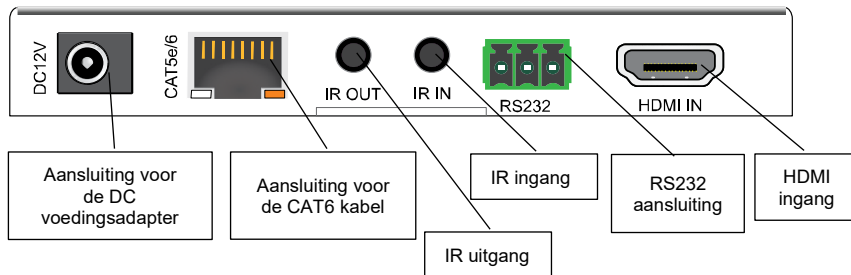 DC12V
CAT5e/6
IR OUT
IR IN
RS232
HDMI IN
Aansluiting voor
de DC
voedingsadapter
Aansluiting voor
de CAT6 kabel
IR uitgang
IR ingang
RS232
aansluiting
HDMI
ingang